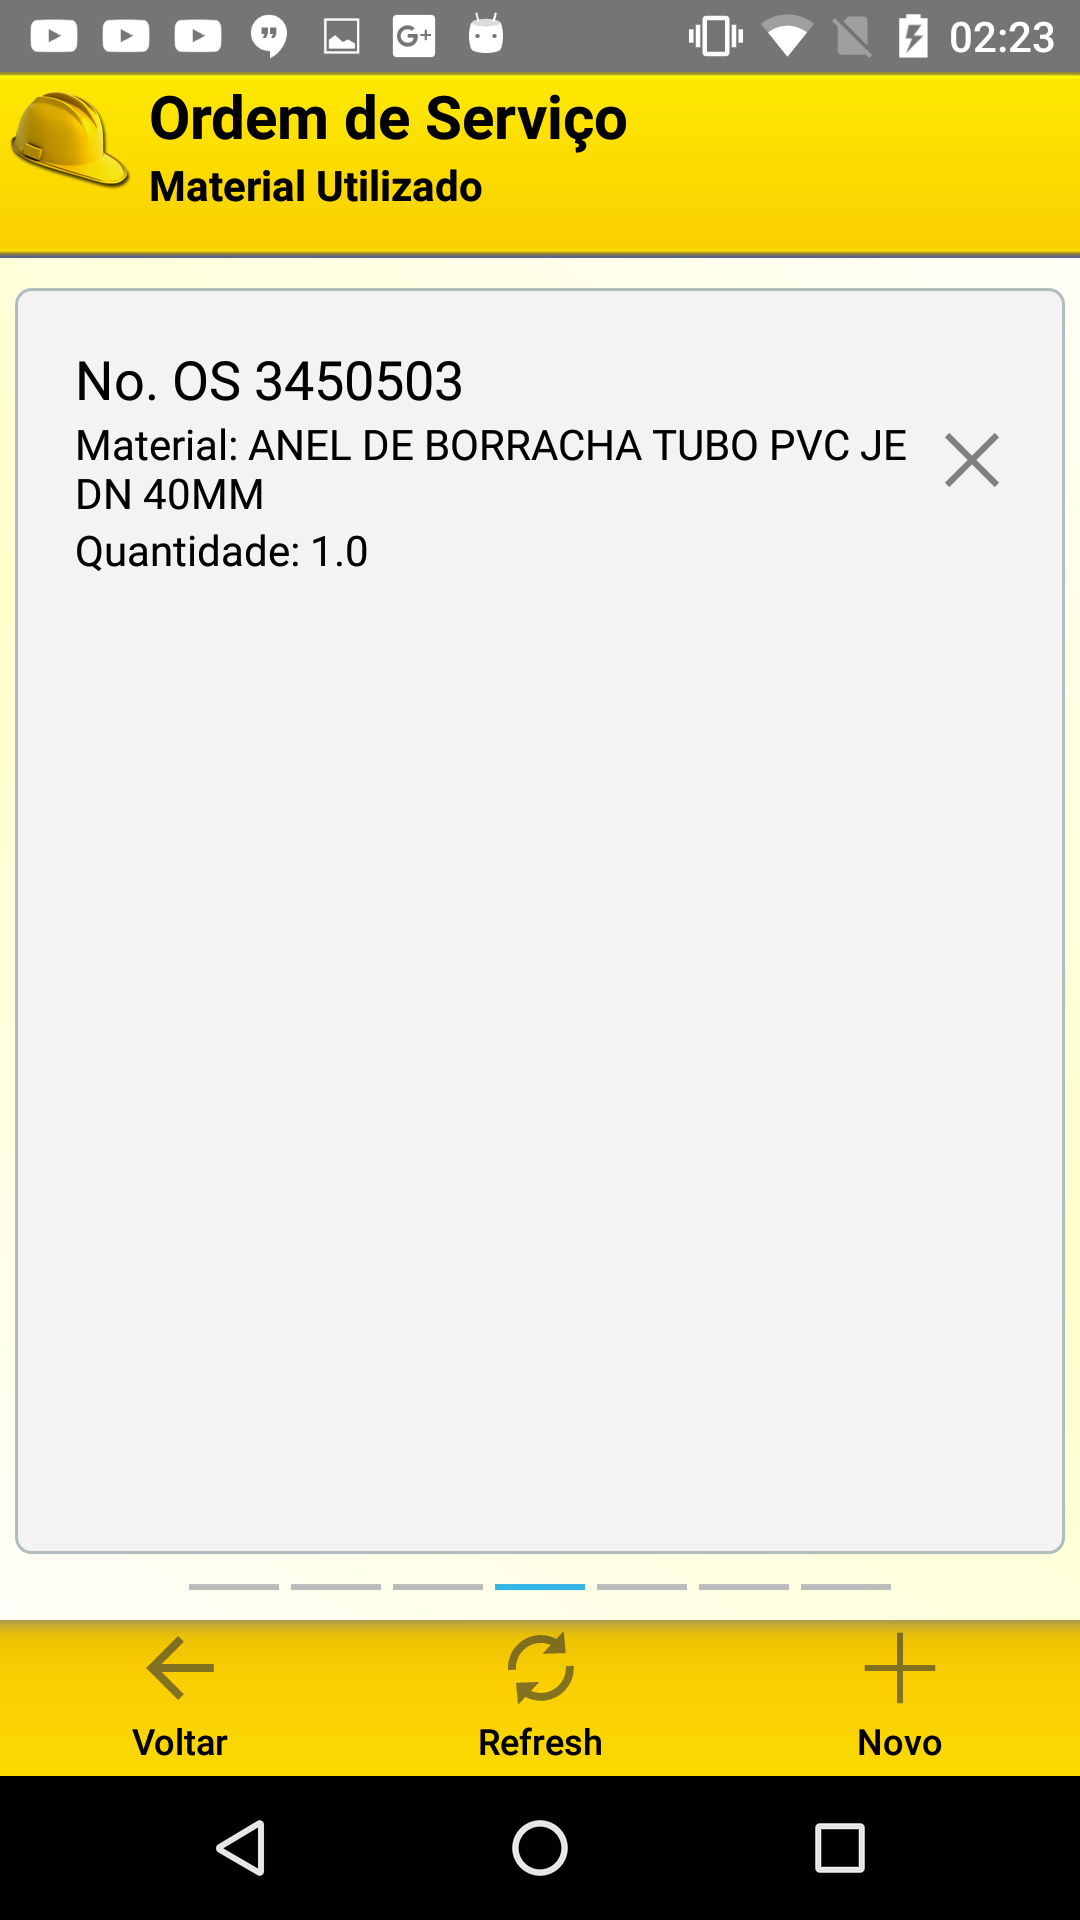 02:23
Ordem de Serviço
Material Utilizado
No. OS 3450503
Material: ANEL DE BORRACHA TUBO PVC JE
DN 40MM
Quantidade: 1.0
Voltar
Refresh
Novo